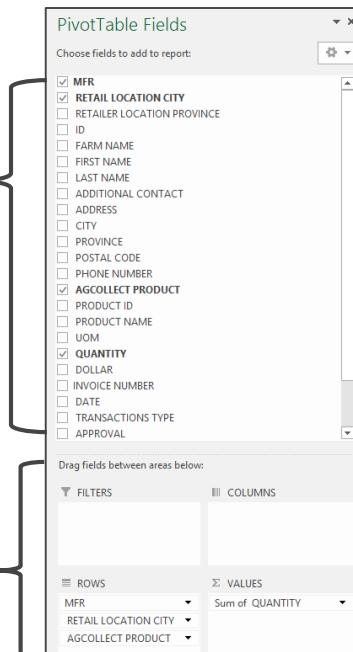 PivotTable Fields
Choose fields to add to report:
MFR
RETAIL LOCATION CITY
RETAILER LOCATION PROVINCE
ID
FARM NAME
FIRST NAME
LAST NAME
ADDITIONAL CONTACT
ADDRESS
CITY
PROVINCE
POSTAL CODE
PHONE NUMBER
AGCOLLECT PRODUCT
PRODUCT ID
PRODUCT NAME
UOM
QUANTITY
DOLLAR
INVOICE NUMBER
DATE
TRANSACTIONS TYPE
APPROVAL
Drag fields between areas below:
FILTERS
COLUMNS
ROWS
Σ VALUES
MFR
Sum of QUANTITY
RETAIL LOCATION CITY
AGCOLLECT PRODUCT